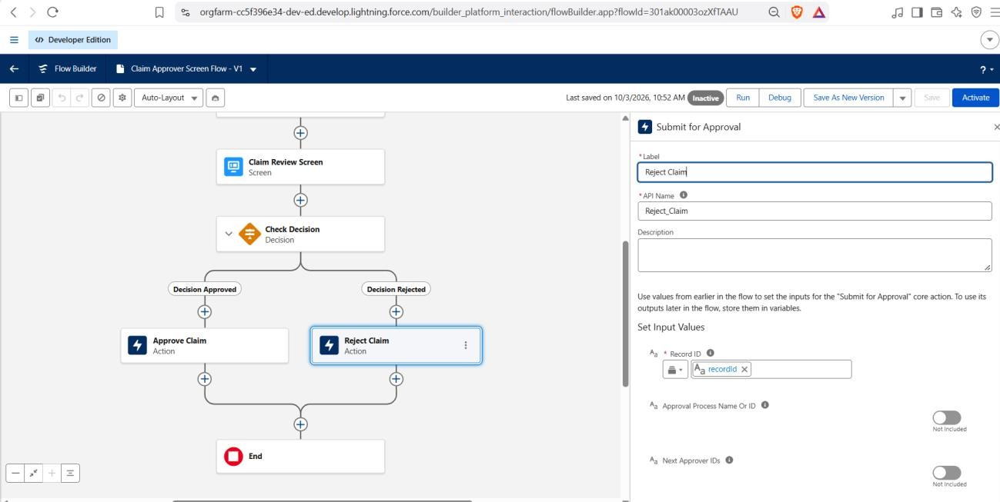 orgfarm-cc5f396e34-dev-ed.develop.lightning.force.com/builder_platform_interaction/flowBuilder.app?flowId=301ak00003ozXfTAAU
Developer Edition
Flow Builder
Claim Approver Screen Flow - V1
?
Auto-Layout
Last saved on 10/3/2026, 10:52 AM
Inactive
Run
Debug
Save As New Version
Save
Activate
Claim Review Screen
Screen
Check Decision
Decision
Decision Approved
Decision Rejected
Approve Claim
Action
Reject Claim
Action
End
Submit for Approval
* Label
Reject Claim
* API Name
Reject_Claim
Description
Use values from earlier in the flow to set the inputs for the "Submit for Approval" core action. To use its
outputs later in the flow, store them in variables.
Set Input Values
Aa * Record ID
Aa recordId
Aa Approval Process Name Or ID
Not Included
Aa Next Approver IDs
Not Included